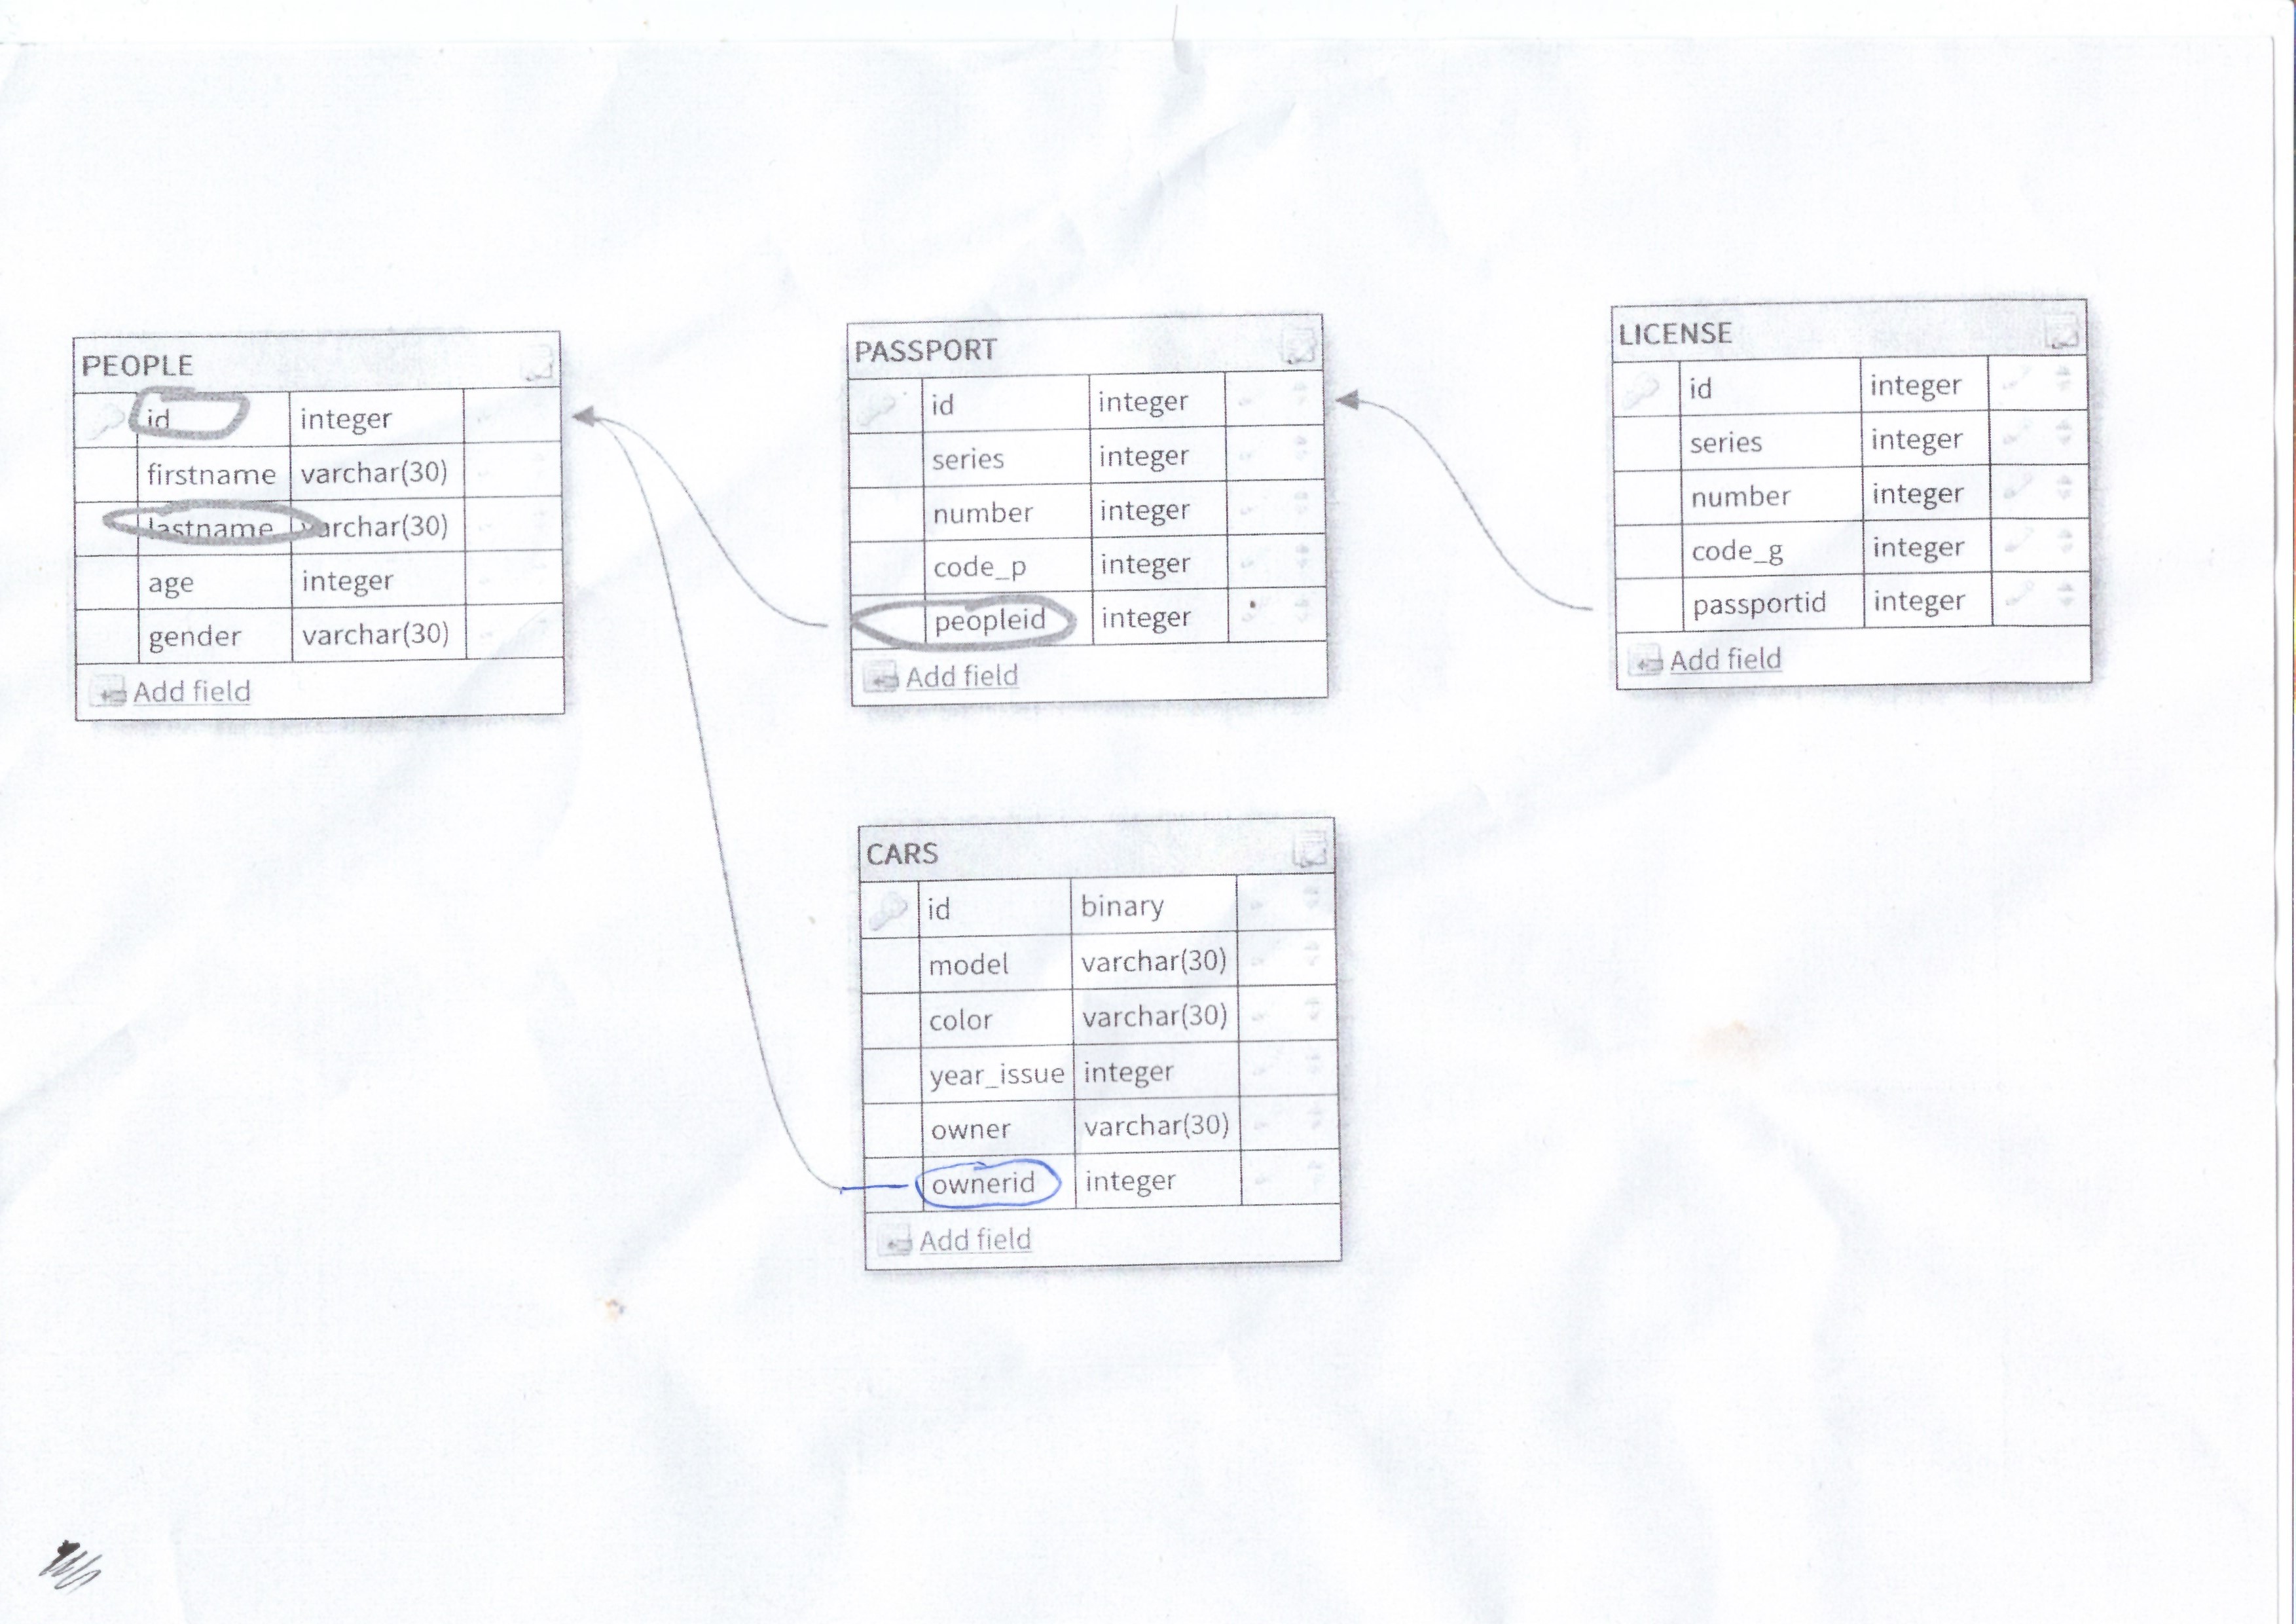 PEOPLE
id integer
firstname varchar(30)
lastname varchar(30)
age integer
gender varchar(30)
Add field
PASSPORT
id integer
series integer
number integer
code_p integer
peopleid integer
Add field
LICENSE
id integer
series integer
number integer
code_g integer
passportid integer
Add field
CARS
id binary
model varchar(30)
color varchar(30)
year_issue integer
owner varchar(30)
ownerid integer
Add field